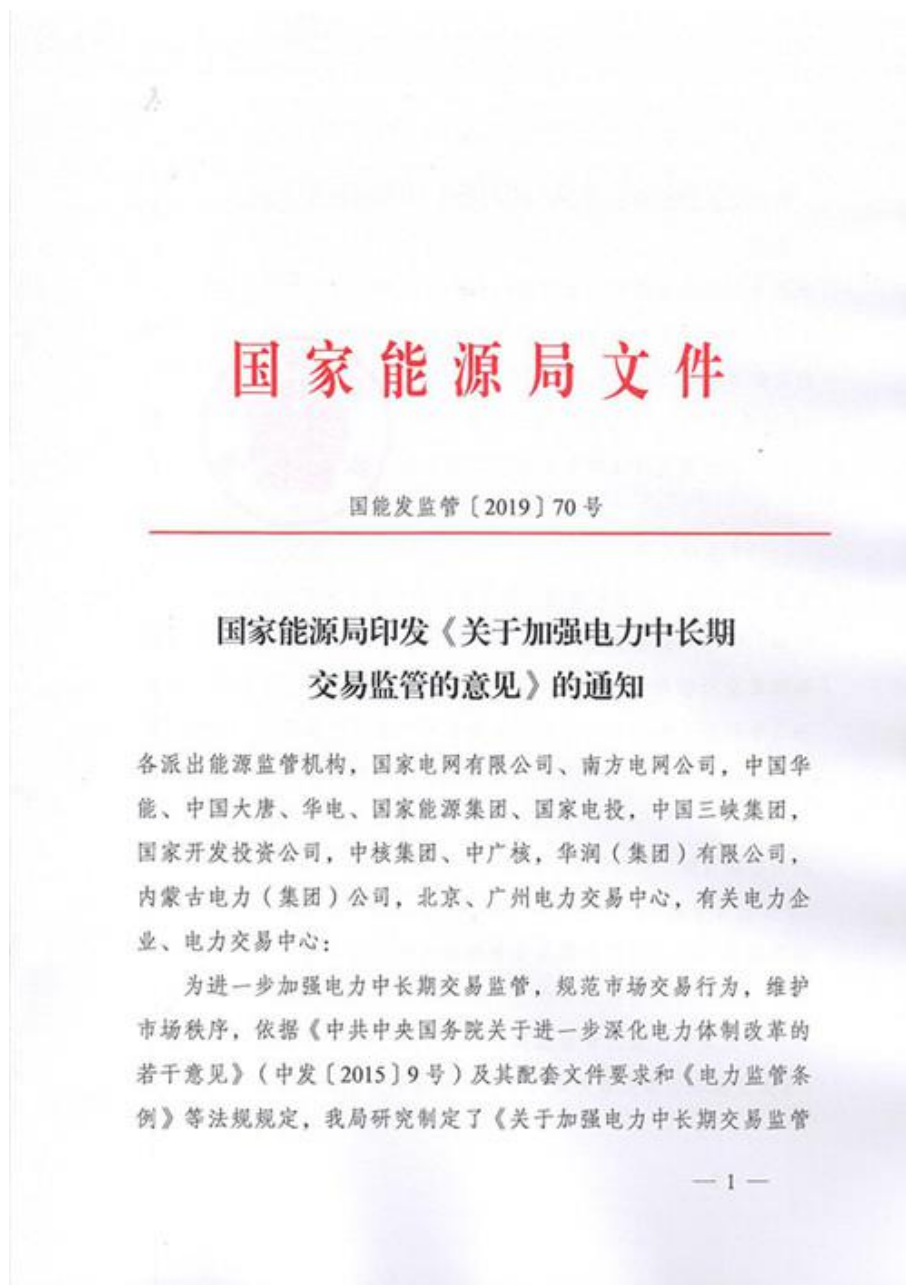 国家能源局文件
国能发监管〔2019〕70号
国家能源局印发《关于加强电力中长期
交易监管的意见》的通知
各派出能源监管机构，国家电网有限公司、南方电网公司，中国华
能、中国大唐、华电、国家能源集团、国家电投，中国三峡集团，
国家开发投资公司，中核集团、中广核，华润（集团）有限公司，
内蒙古电力（集团）公司，北京、广州电力交易中心，有关电力企
业、电力交易中心：
为进一步加强电力中长期交易监管，规范市场交易行为，维护
市场秩序，依据《中共中央国务院关于进一步深化电力体制改革的
若干意见》（中发〔2015〕9号）及其配套文件要求和《电力监管条
例》等法规规定，我局研究制定了《关于加强电力中长期交易监管
— 1 —